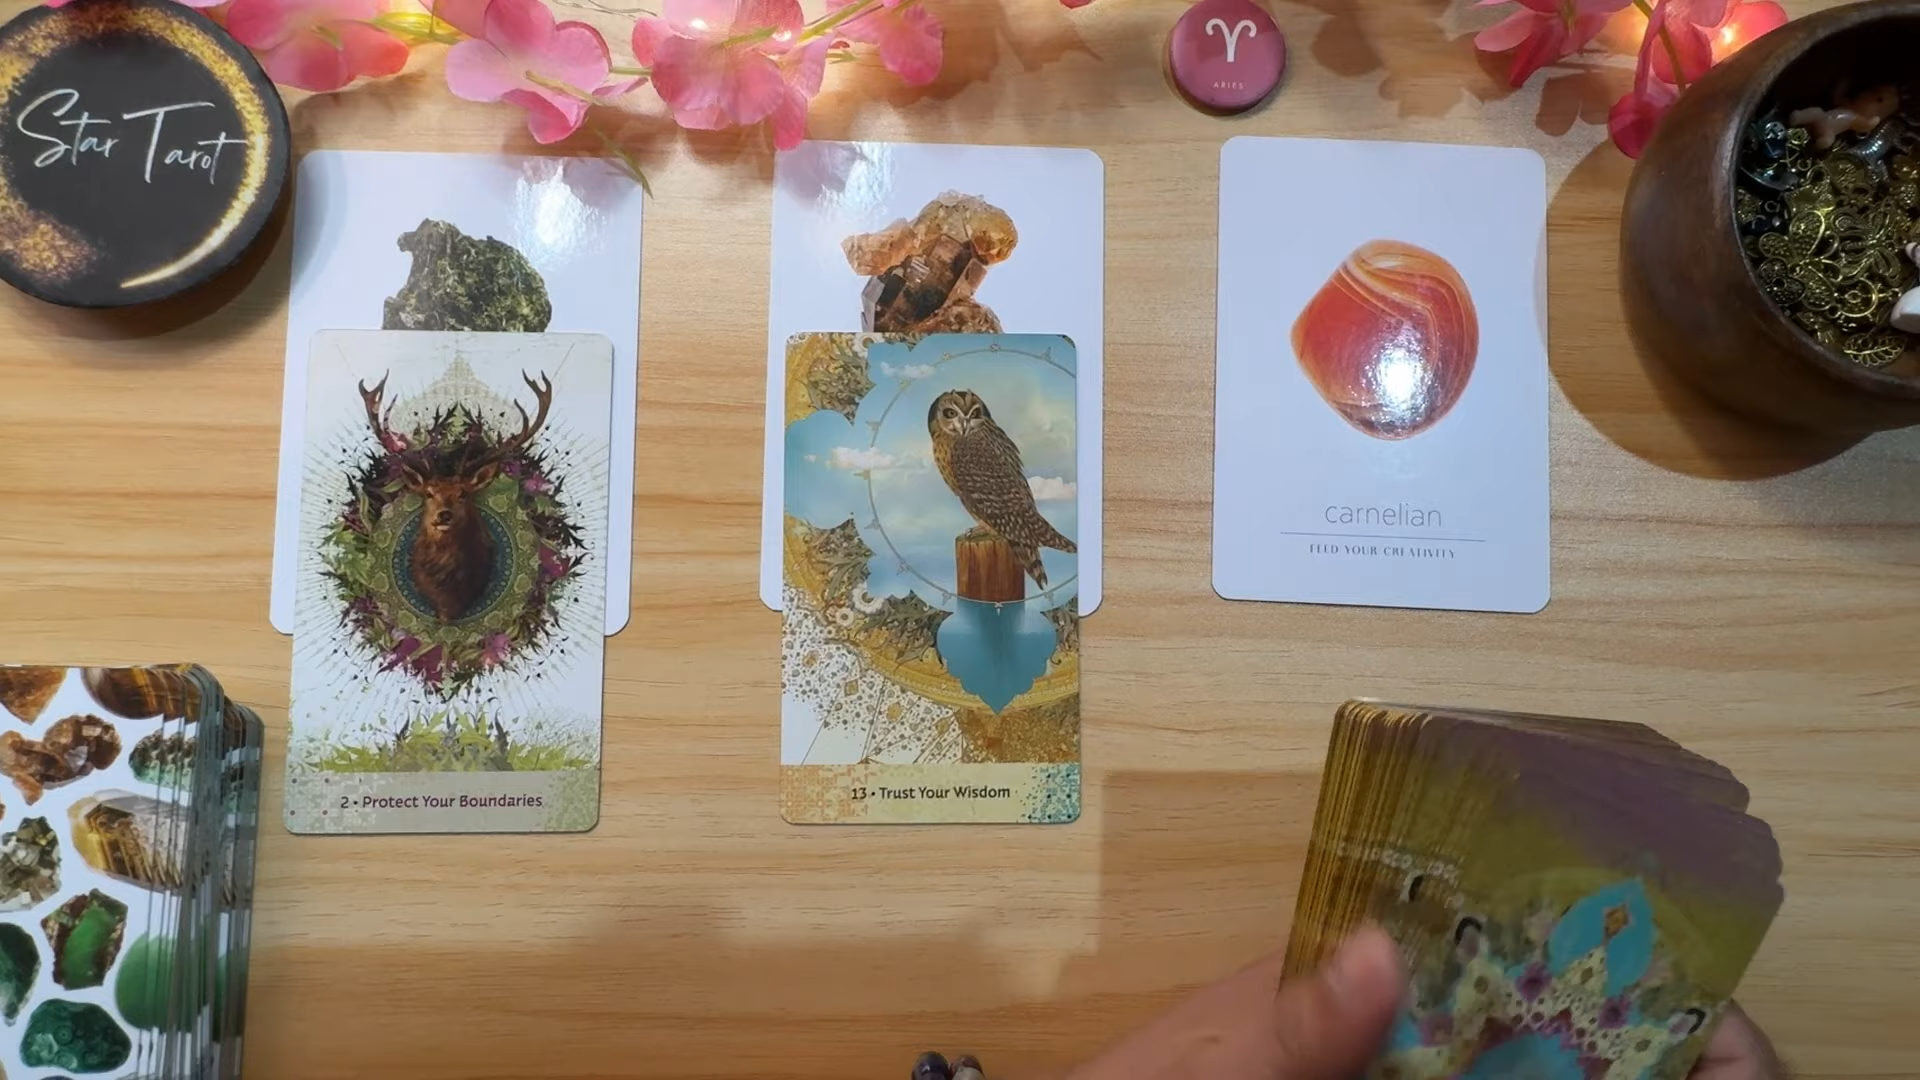 Star Tarot
ARIES
carnelian
FEED YOUR CREATIVITY
2 • Protect Your Boundaries
13 • Trust Your Wisdom